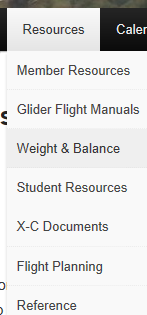 Resources
Member Resources
Glider Flight Manuals
Weight & Balance
Student Resources
X-C Documents
Flight Planning
Reference